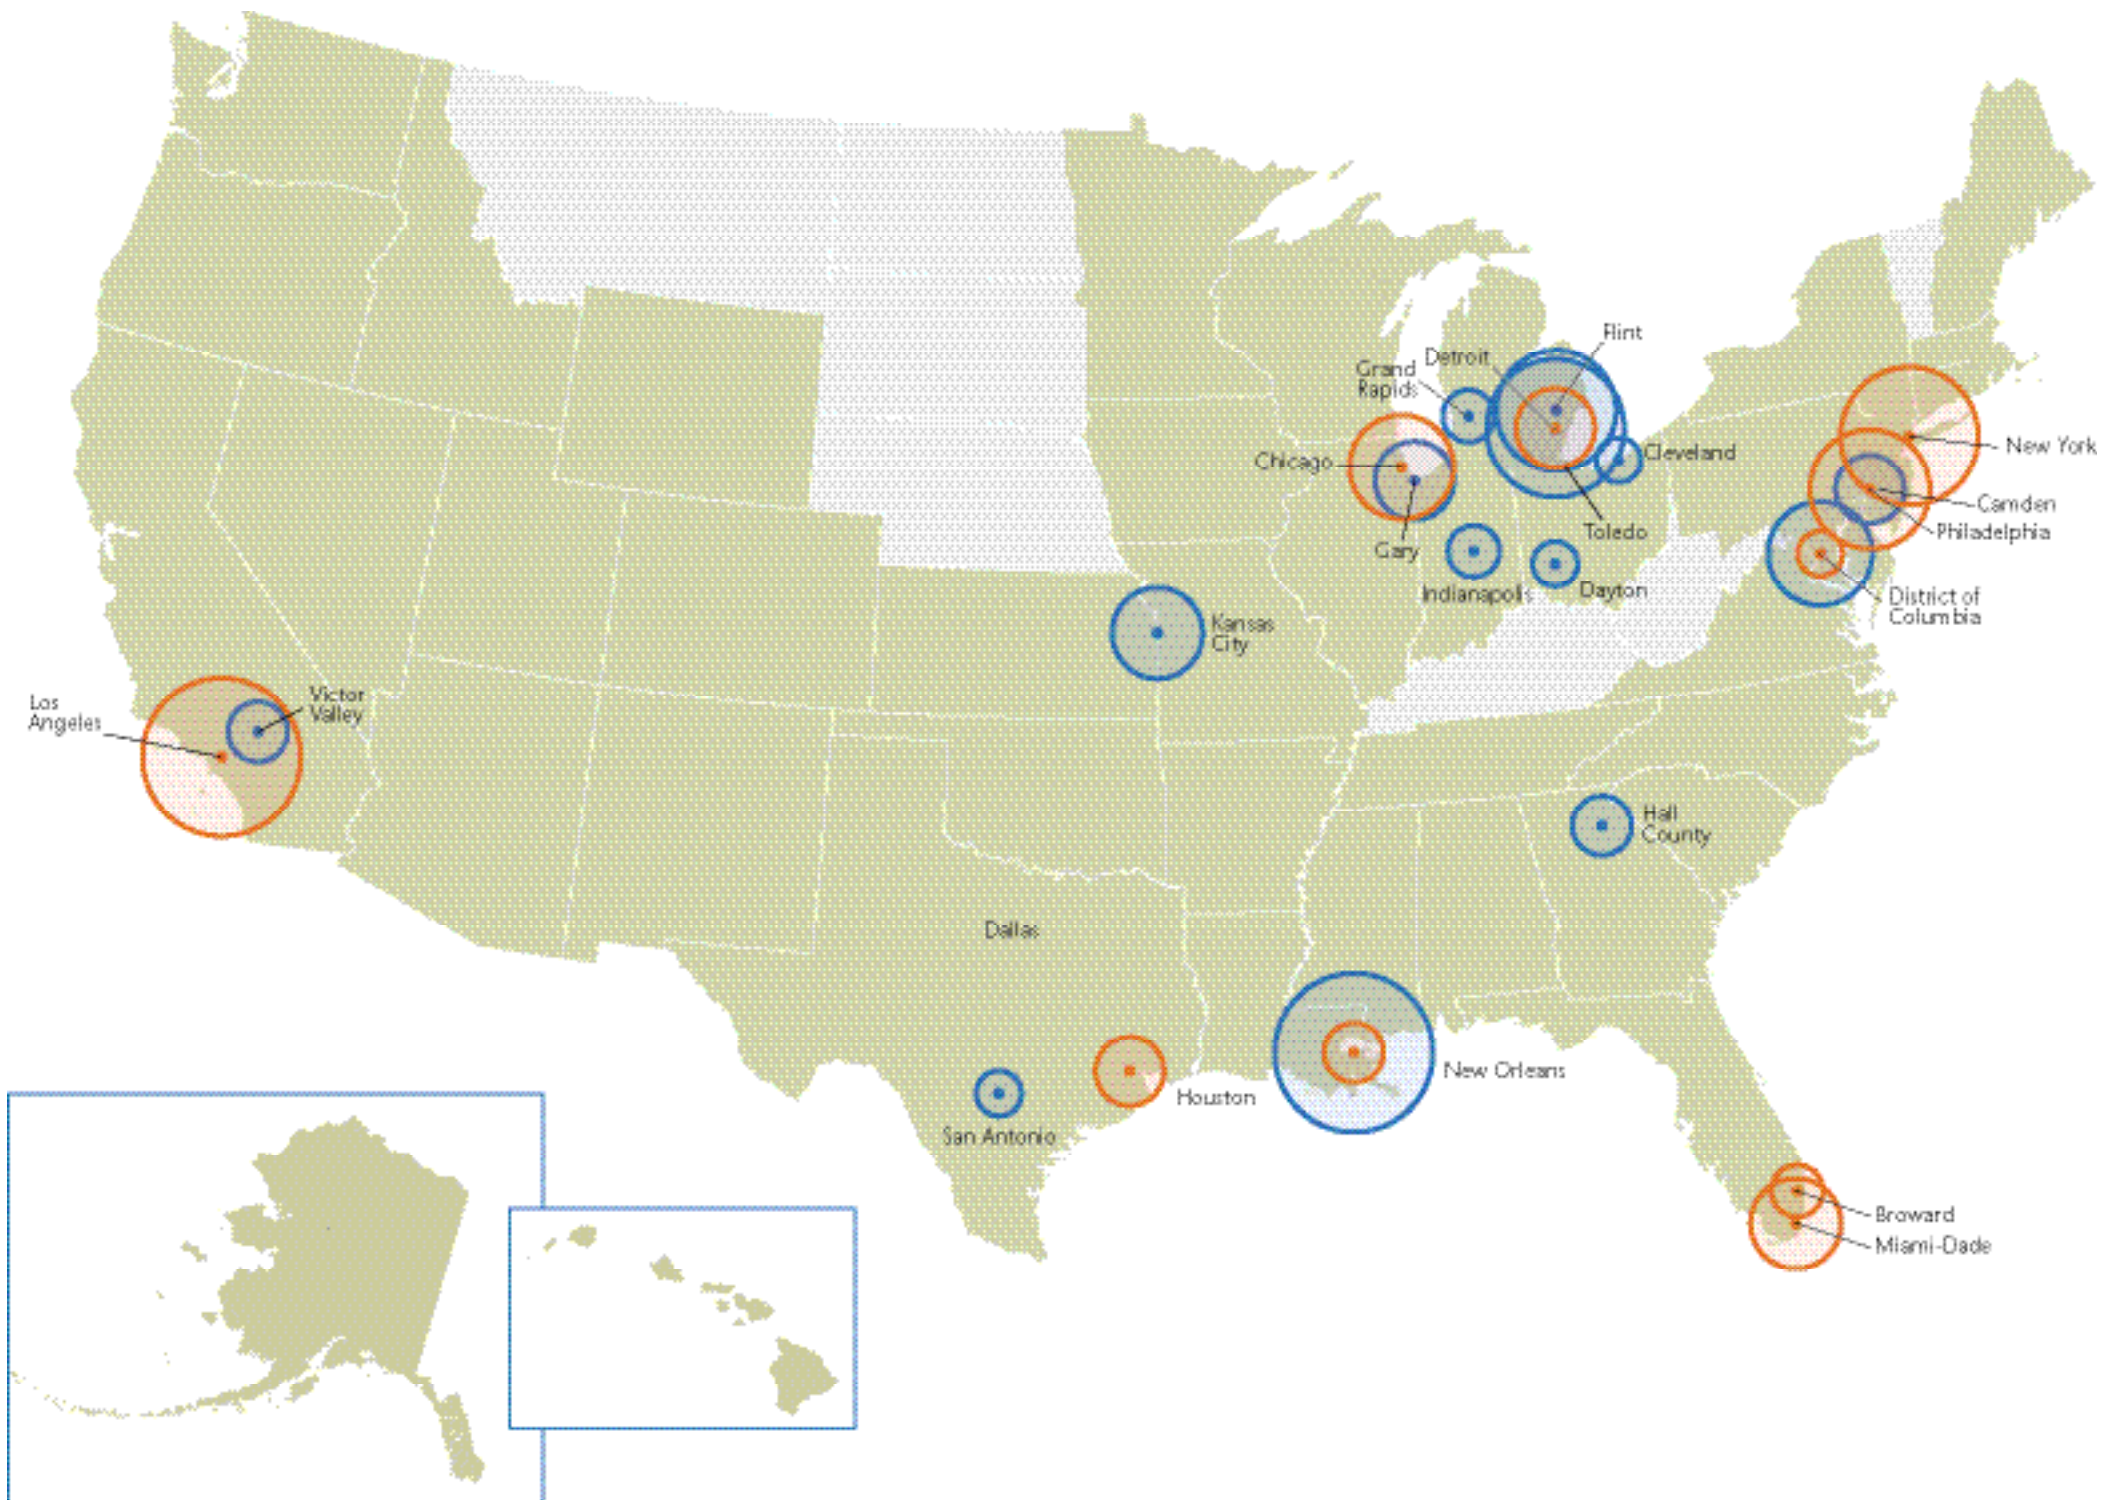 Flint
Detroit
Grand
Rapids
New York
Cleveland
Chicago
Camden
Toledo
Philadelphia
Gary
Indianapolis
Dayton
District of
Columbia
Kansas
City
Victor
Valley
Los
Angeles
Hall
County
Dallas
New Orleans
Houston
San Antonio
Broward
Miami-Dade